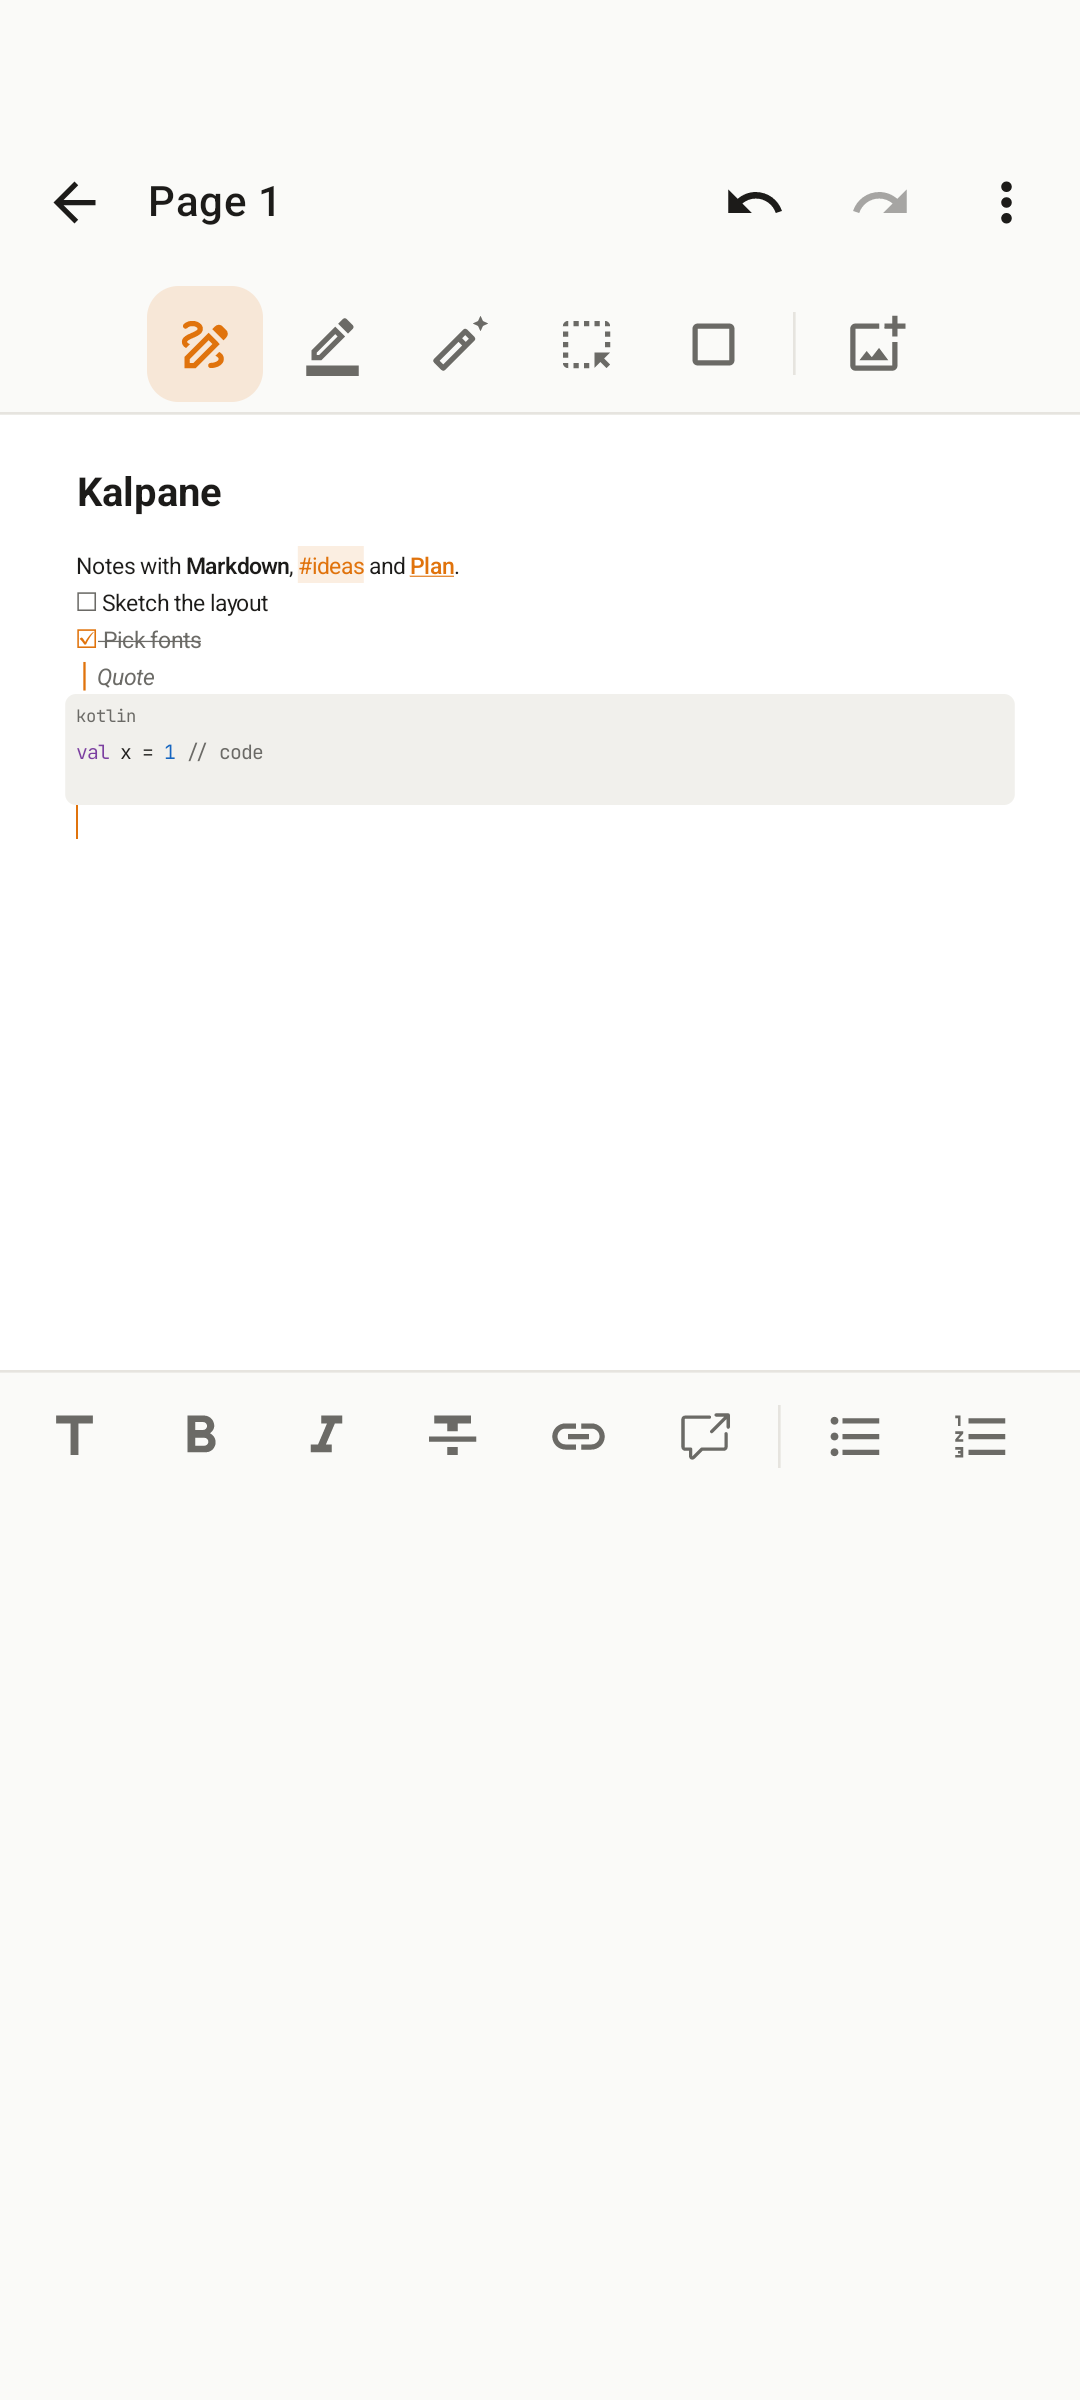 Page 1
Kalpane
Notes with Markdown, #ideas and Plan.
☐ Sketch the layout
☑ Pick fonts
Quote
kotlin
val x = 1 // code